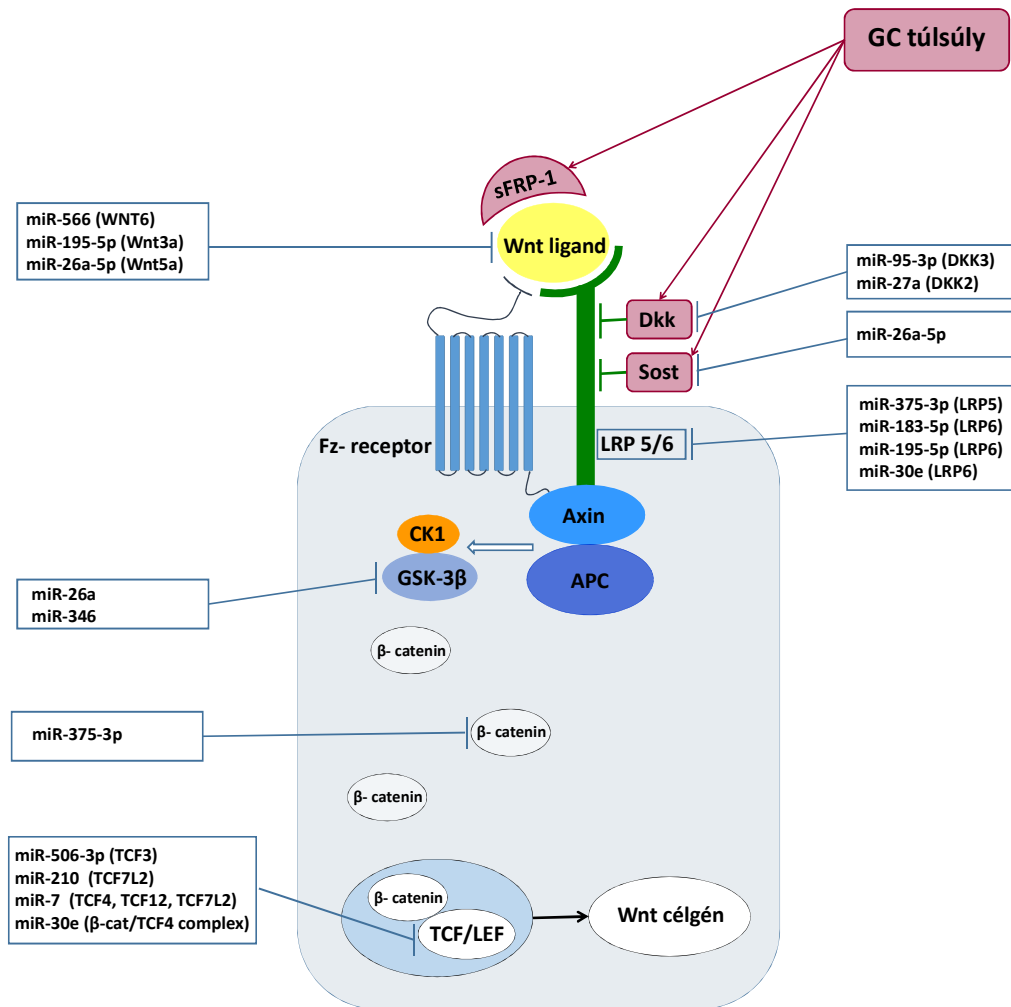 GC túlsúly
sFRP-1
Wnt ligand
miR-566 (WNT6)
miR-195-5p (Wnt3a)
miR-26a-5p (Wnt5a)
miR-95-3p (DKK3)
miR-27a (DKK2)
Dkk
miR-26a-5p
Sost
miR-375-3p (LRP5)
miR-183-5p (LRP6)
miR-195-5p (LRP6)
miR-30e (LRP6)
Fz- receptor
LRP 5/6
Axin
CK1
GSK-3β
APC
miR-26a
miR-346
β- catenin
miR-375-3p
β- catenin
β- catenin
miR-506-3p (TCF3)
miR-210 (TCF7L2)
miR-7 (TCF4, TCF12, TCF7L2)
miR-30e (β-cat/TCF4 complex)
β- catenin
TCF/LEF
Wnt célgén